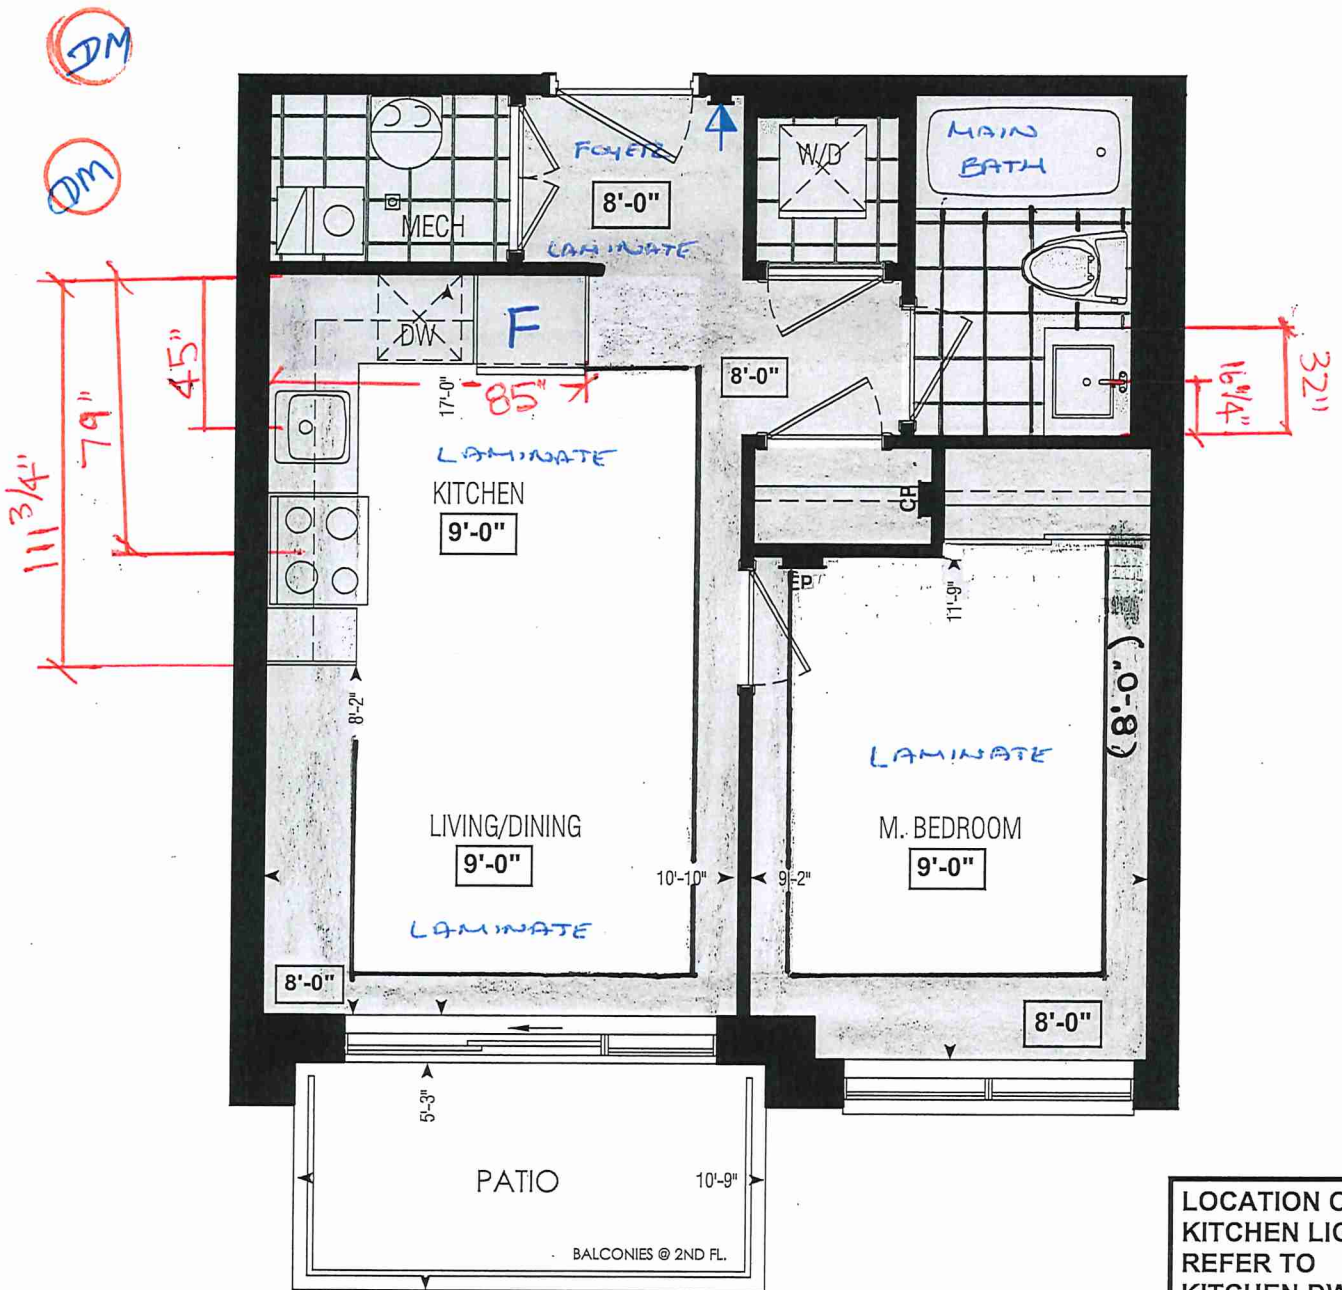 DM
DM
MAIN
BATH
W/D
FOYER
8'-0"
MECH
LAMINATE
F
DW
45"
79"
111 3/4"
17'-0"
85"
8'-0"
32"
16 1/4"
LAMINATE
KITCHEN
9'-0"
CP
EP
11'-9"
(8'-0")
8'-2"
LAMINATE
LIVING/DINING
9'-0"
M. BEDROOM
9'-0"
10'-10"
9'-2"
LAMINATE
8'-0"
8'-0"
5'-3"
PATIO
10'-9"
BALCONIES @ 2ND FL.
LOCATION
KITCHEN
REFER TO
KITCHEN